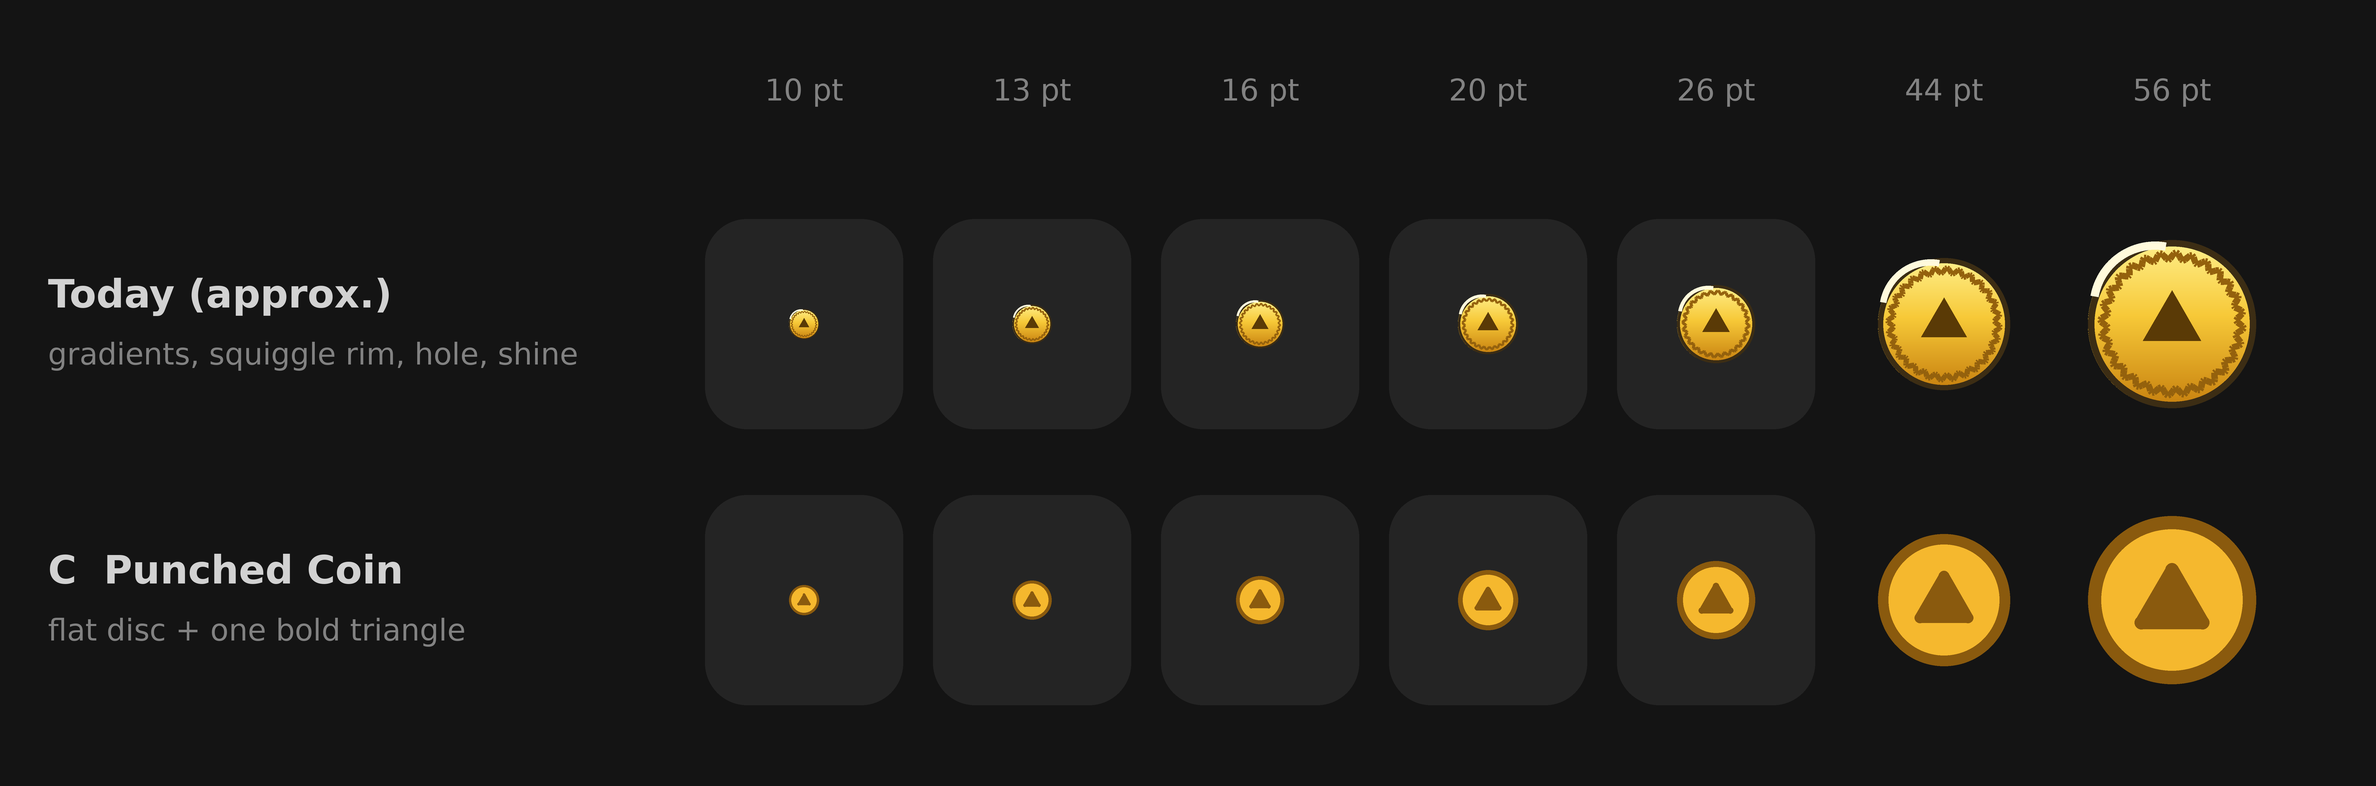 10 pt 13 pt 16 pt 20 pt 26 pt 44 pt 56 pt
Today (approx.)
gradients, squiggle rim, hole, shine
C Punched Coin
flat disc + one bold triangle